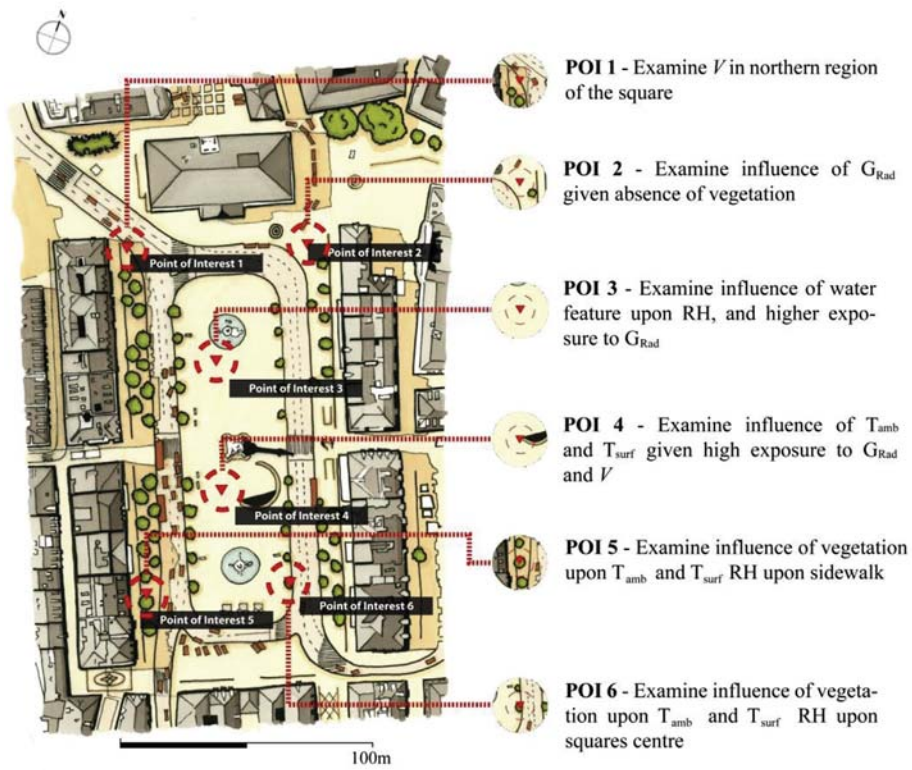 N
POI 1 - Examine V in northern region
of the square
POI 2 - Examine influence of GRad
given absence of vegetation
Point of Interest 1
Point of Interest 2
POI 3 - Examine influence of water
feature upon RH, and higher expo-
sure to GRad
Point of Interest 3
POI 4 - Examine influence of Tamb
and Tsurf given high exposure to GRad
and V
Point of Interest 4
POI 5 - Examine influence of vegetation
upon Tamb and Tsurf RH upon sidewalk
Point of Interest 5
Point of Interest 6
POI 6 - Examine influence of vegeta-
tion upon Tamb and Tsurf RH upon
squares centre
100m